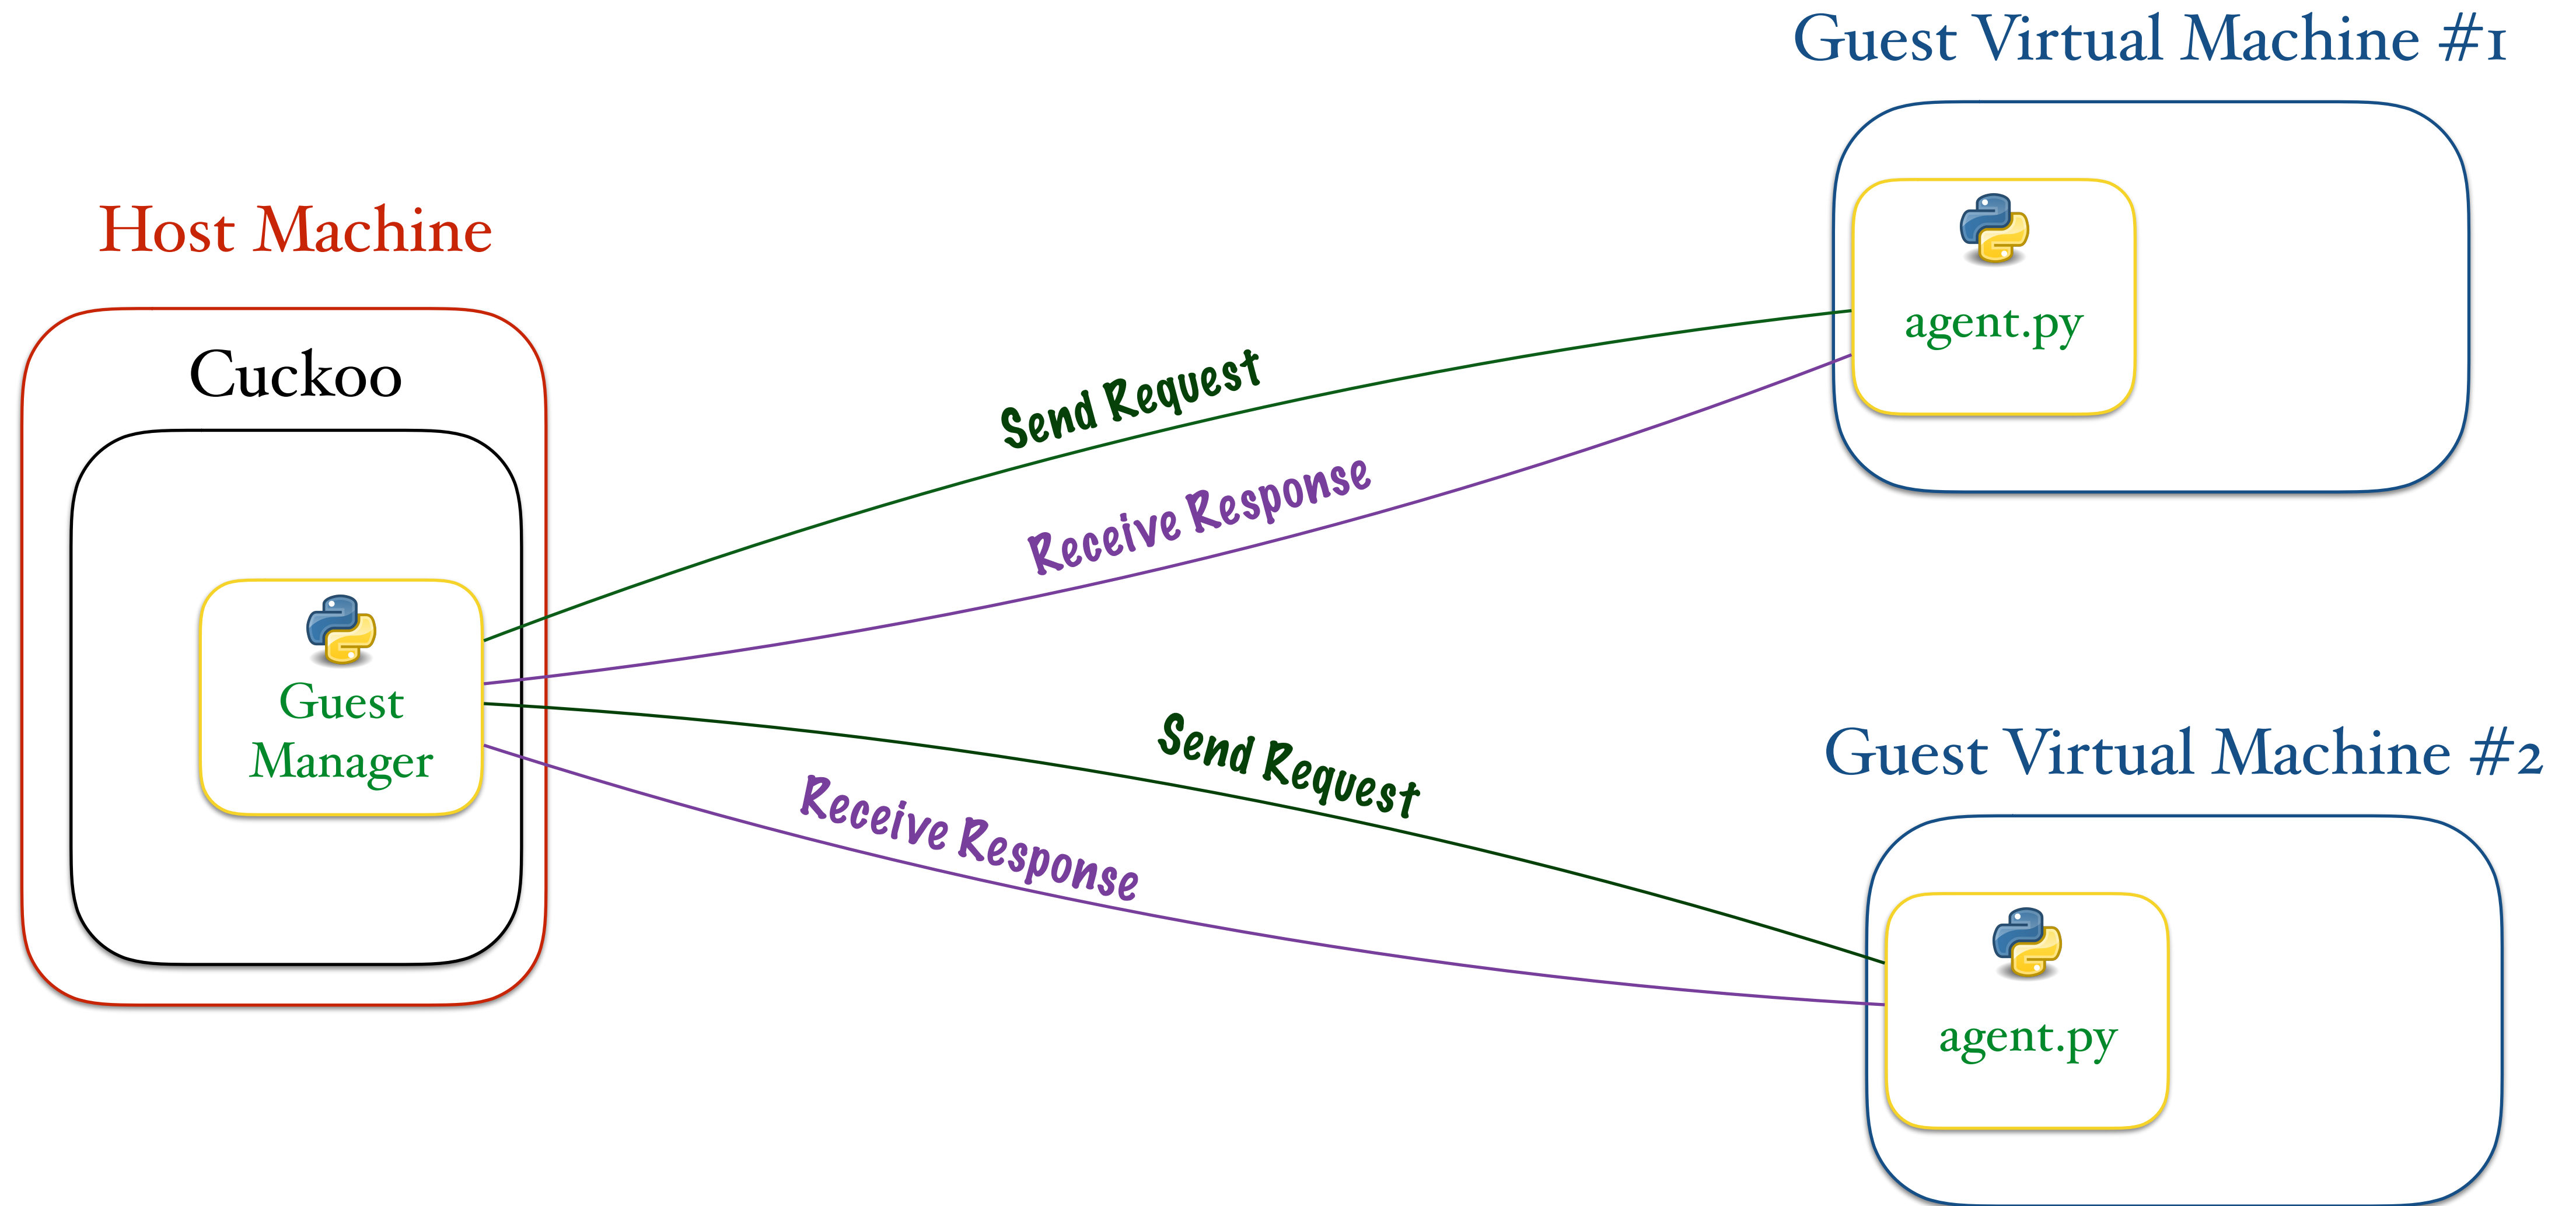 Guest Virtual Machine #1
Host Machine
Cuckoo
agent.py
Send Request
Receive Response
Guest
Manager
Send Request
Receive Response
Guest Virtual Machine #2
agent.py